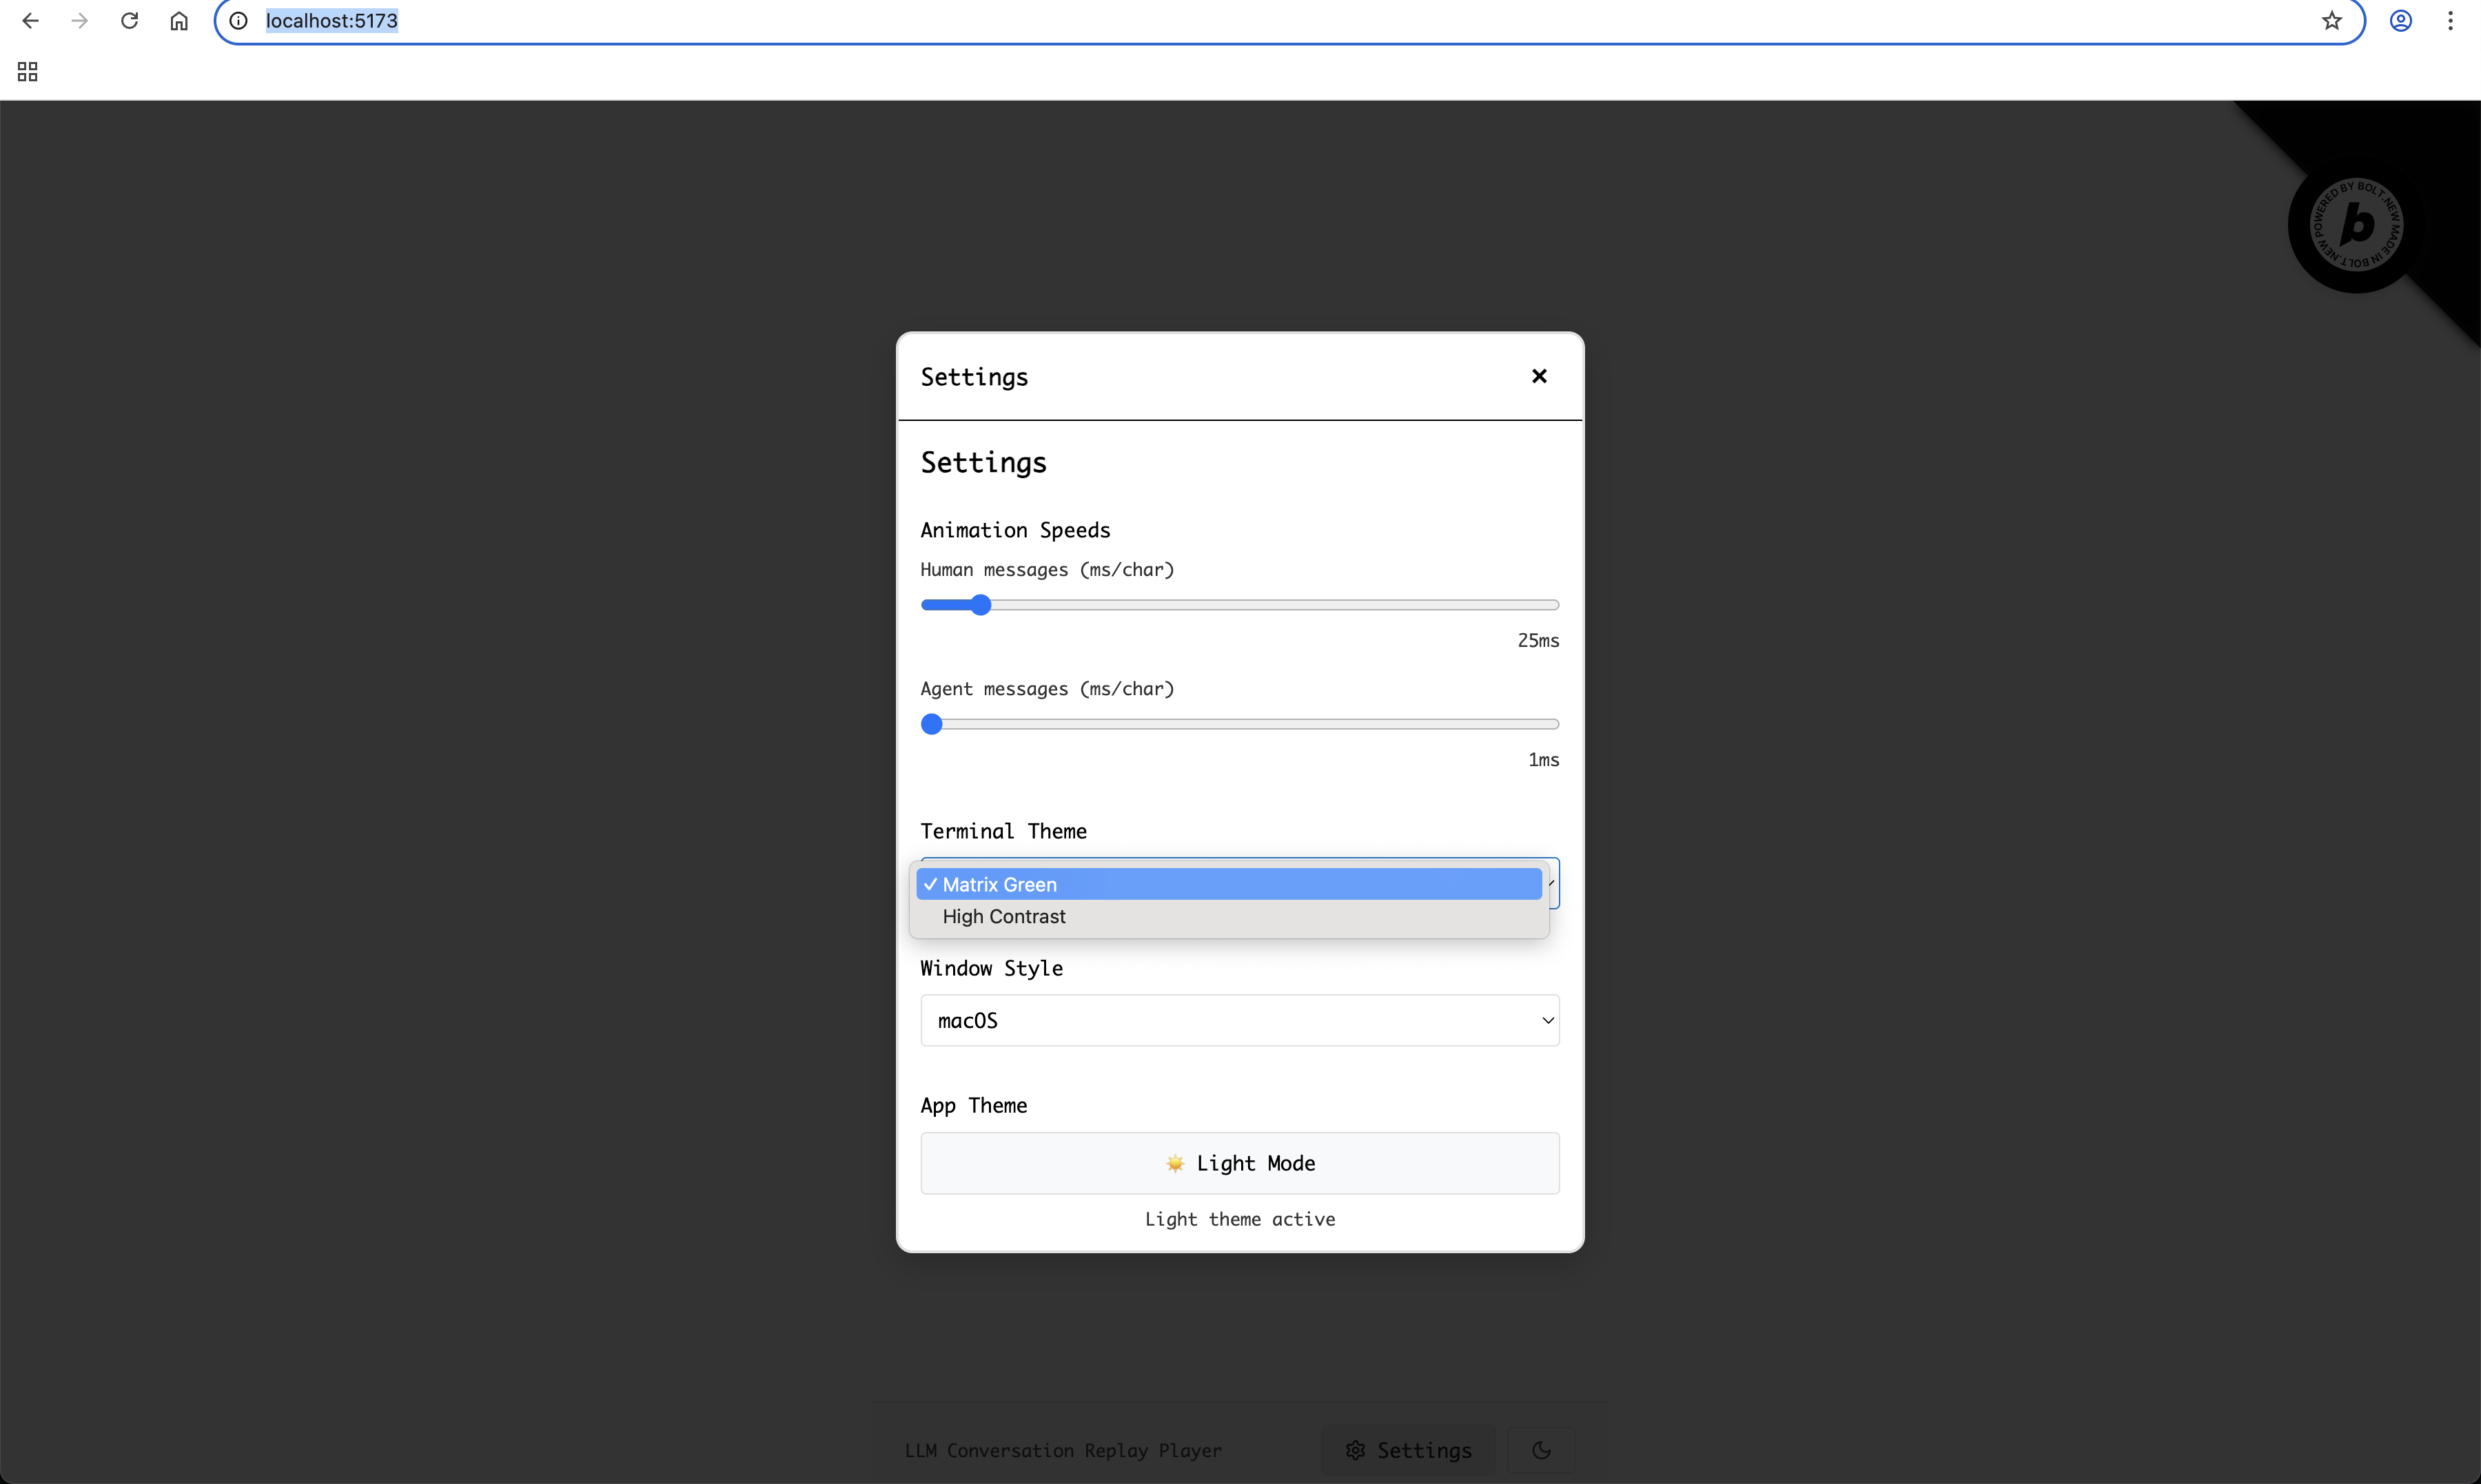 localhost:5173
POWERED BY BOLT.NEW MADE IN BOLT.NEW
b
Settings
Settings
Animation Speeds
Human messages (ms/char)
25ms
Agent messages (ms/char)
1ms
Terminal Theme
✓ Matrix Green
High Contrast
Window Style
macOS
App Theme
☀️ Light Mode
Light theme active
LLM Conversation Replay Player
Settings